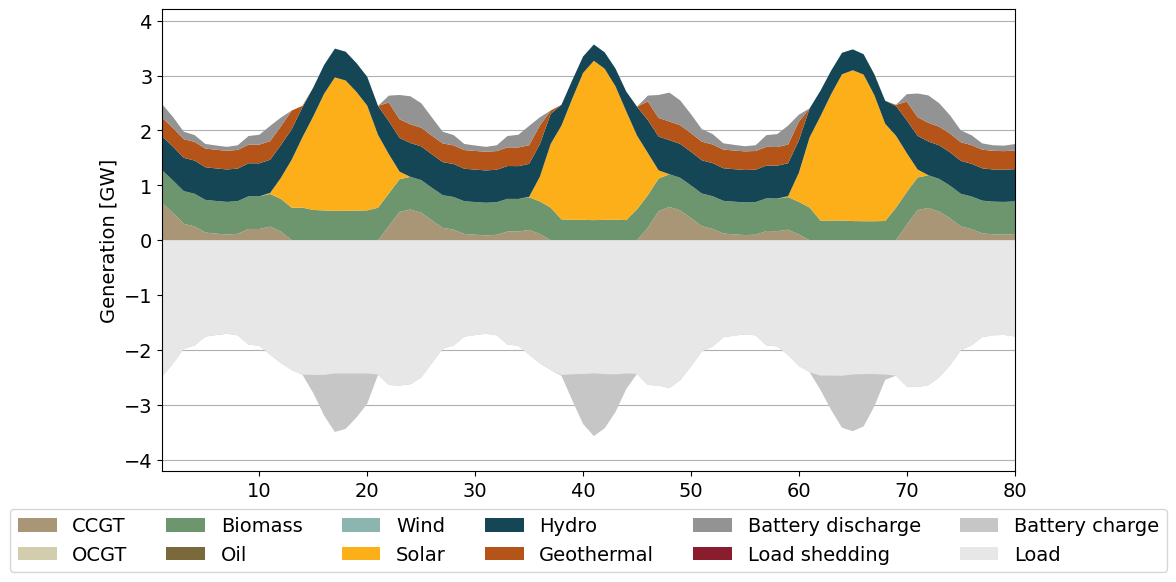 4
3
2
1
0
−1
−2
−3
−4
Generation [GW]
10 20 30 40 50 60 70 80
CCGT Biomass Wind Hydro Battery discharge Battery charge
OCGT Oil Solar Geothermal Load shedding Load